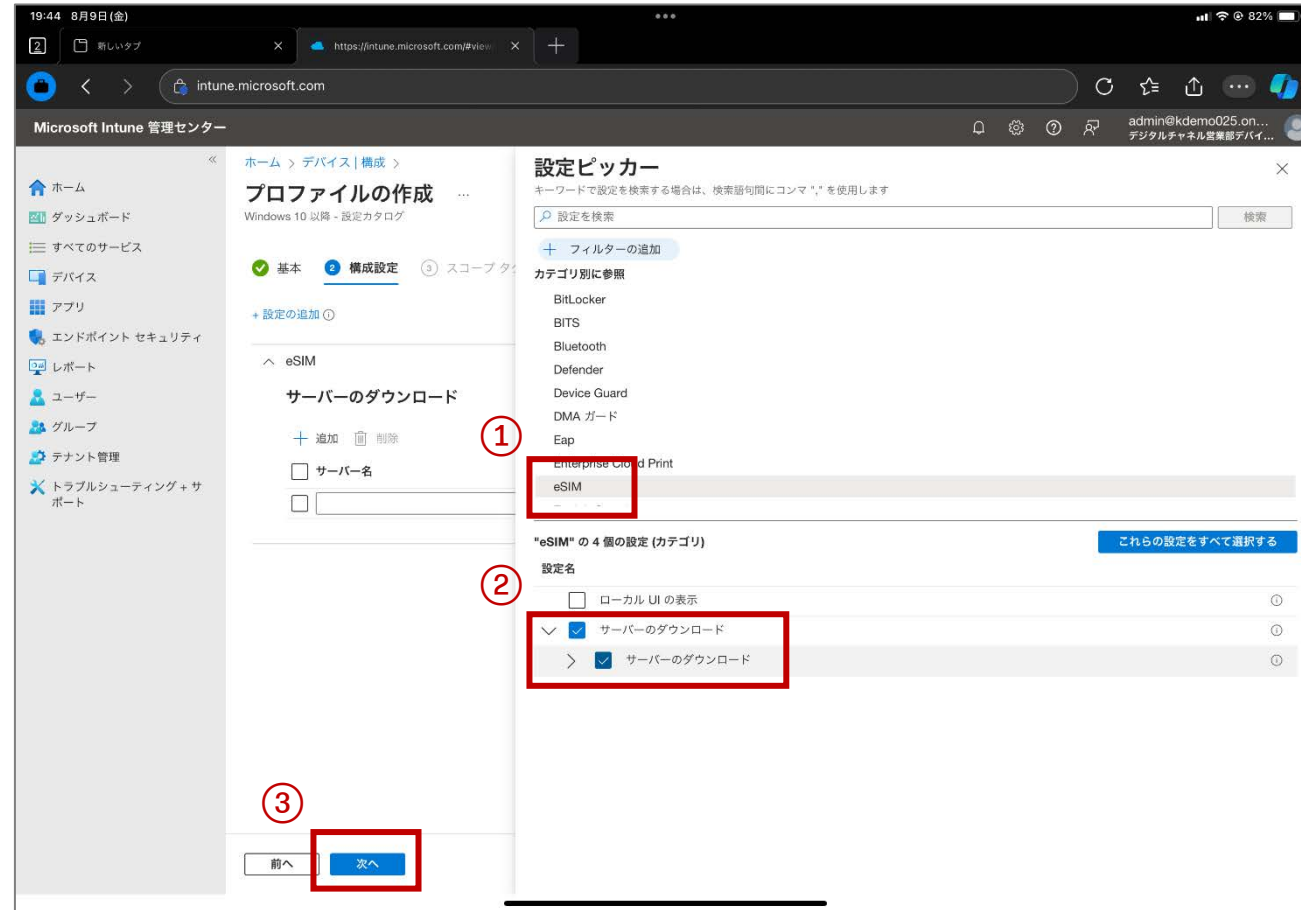 19:44 8月9日(金)
82%
2
新しいタブ
https://intune.microsoft.com/#view
intune.microsoft.com
Microsoft Intune 管理センター
admin@kdemo025.on...
デジタルチャネル営業部デバイ...
ホーム
ダッシュボード
すべてのサービス
デバイス
アプリ
エンドポイント セキュリティ
レポート
ユーザー
グループ
テナント管理
トラブルシューティング + サ
ポート
ホーム > デバイス | 構成 >
プロファイルの作成 ...
Windows 10 以降 - 設定カタログ
基本
2 構成設定
3 スコープ タグ
+ 設定の追加
eSIM
サーバーのダウンロード
+ 追加 削除
サーバー名
③
前へ
次へ
設定ピッカー
キーワードで設定を検索する場合は、検索語句間にコンマ "," を使用します
設定を検索
検索
+ フィルターの追加
カテゴリ別に参照
BitLocker
BITS
Bluetooth
Defender
Device Guard
DMA ガード
①
Eap
Enterprise Cloud Print
eSIM
"eSIM" の 4 個の設定 (カテゴリ)
これらの設定をすべて選択する
設定名
②
ローカル UI の表示
サーバーのダウンロード
サーバーのダウンロード